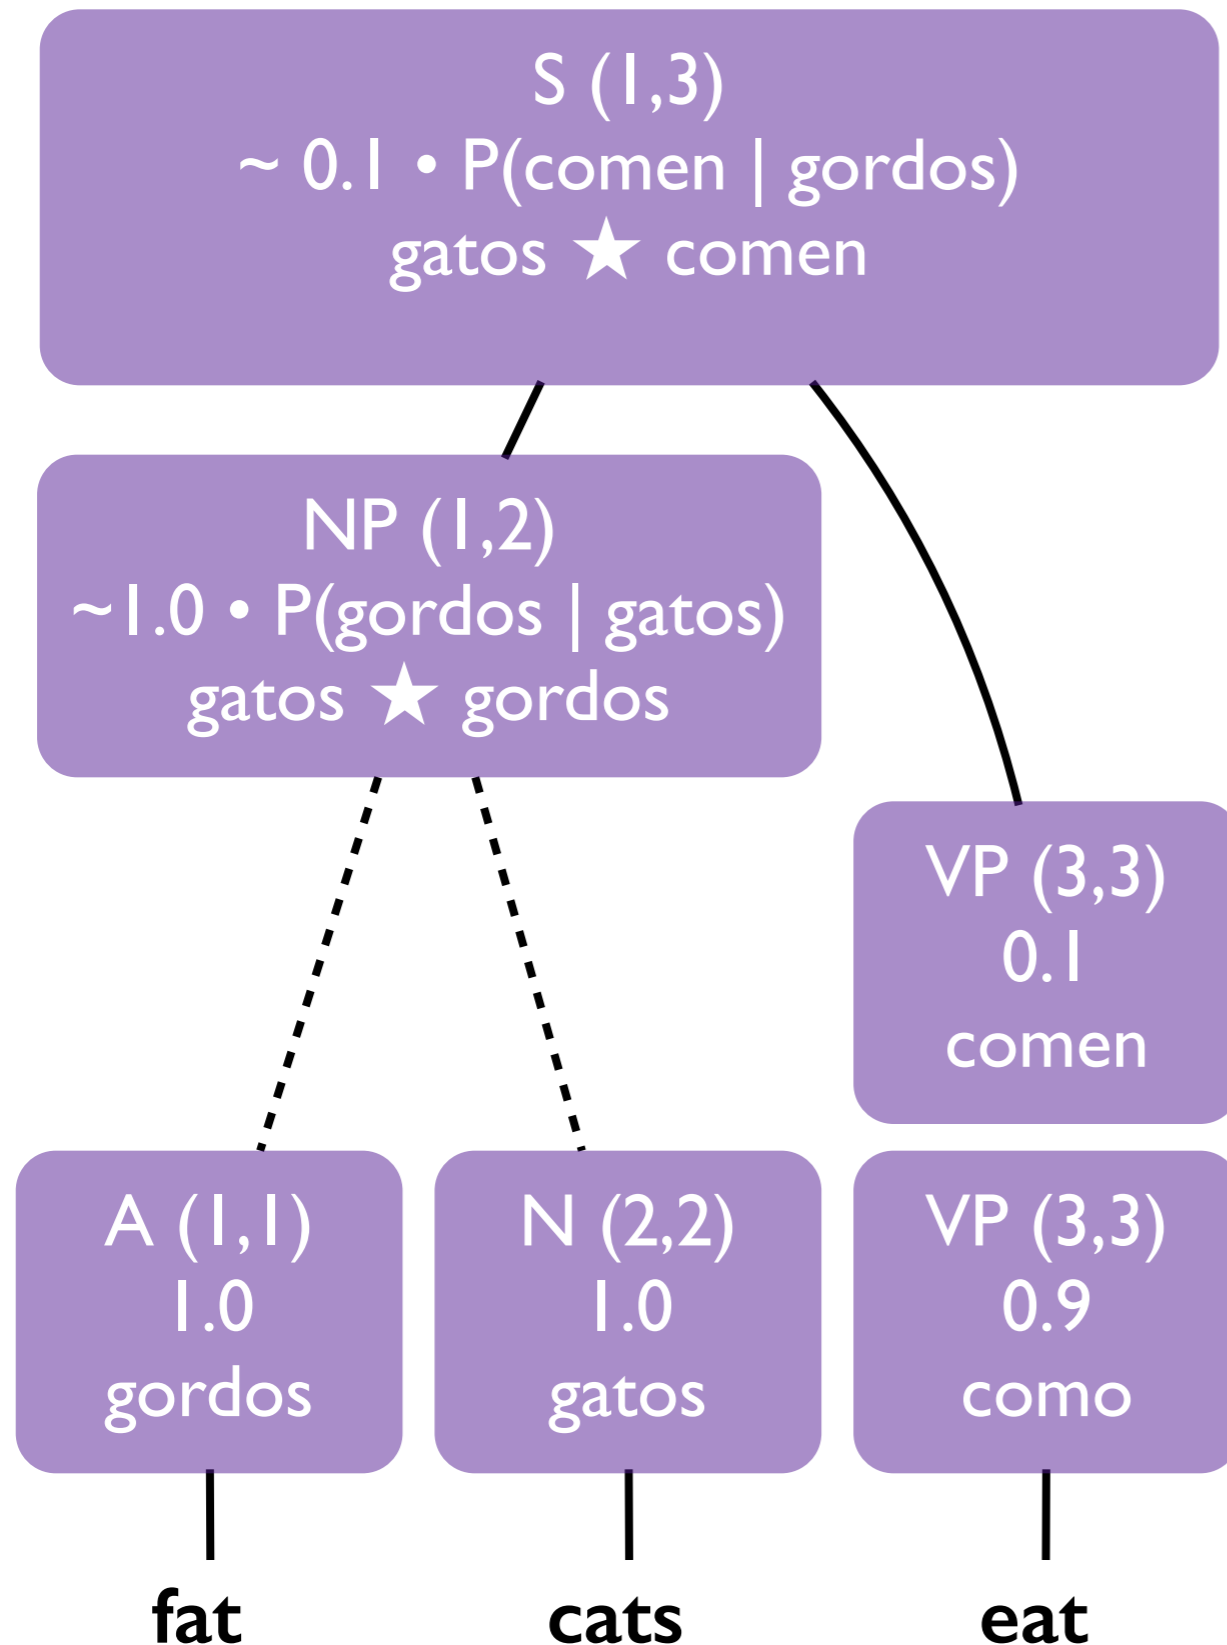 S (1,3)
~ 0.1 • P(comen | gordos)
gatos ★ comen
NP (1,2)
~1.0 • P(gordos | gatos)
gatos ★ gordos
VP (3,3)
0.1
comen
A (1,1)
1.0
gordos
N (2,2)
1.0
gatos
VP (3,3)
0.9
como
fat
cats
eat